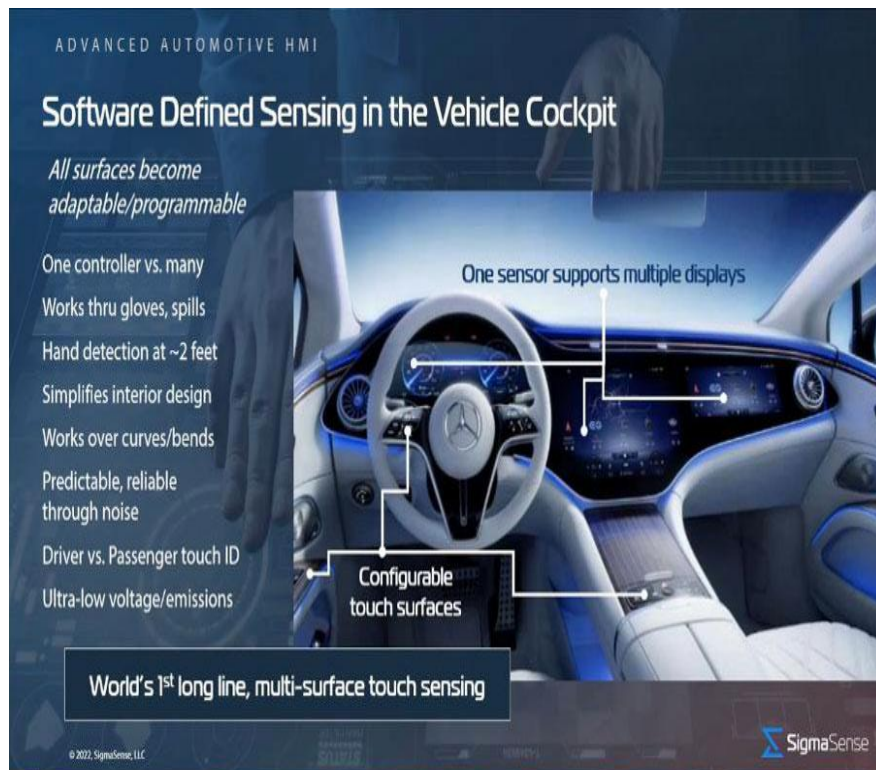 ADVANCED AUTOMOTIVE HMI
Software Defined Sensing in the Vehicle Cockpit
All surfaces become
adaptable/programmable
One controller vs. many
Works thru gloves, spills
Hand detection at ~2 feet
Simplifies interior design
Works over curves/bends
Predictable, reliable
through noise
Driver vs. Passenger touch ID
Ultra-low voltage/emissions
One sensor supports multiple displays
Configurable
touch surfaces
World's 1st long line, multi-surface touch sensing
© 2022, SigmaSense, LLC
SigmaSense